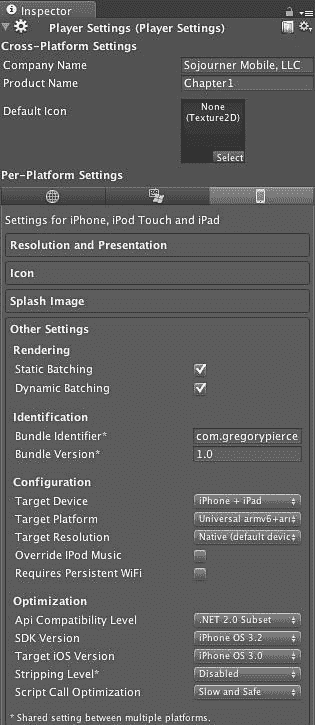 Inspector
Player Settings (Player Settings)
Cross-Platform Settings
Company Name Sojourner Mobile, LLC
Product Name Chapter1
Default Icon None
(Texture2D)
Select
Per-Platform Settings
Settings for iPhone, iPod Touch and iPad
Resolution and Presentation
Icon
Splash Image
Other Settings
Rendering
Static Batching
Dynamic Batching
Identification
Bundle Identifier* com.gregorypierce
Bundle Version* 1.0
Configuration
Target Device iPhone + iPad
Target Platform Universal armv6+arı
Target Resolution Native (default devic
Override IPod Music
Requires Persistent WiFi
Optimization
Api Compatibility Level .NET 2.0 Subset
SDK Version iPhone OS 3.2
Target iOS Version iPhone OS 3.0
Stripping Level* Disabled
Script Call Optimization Slow and Safe
* Shared setting between multiple platforms.